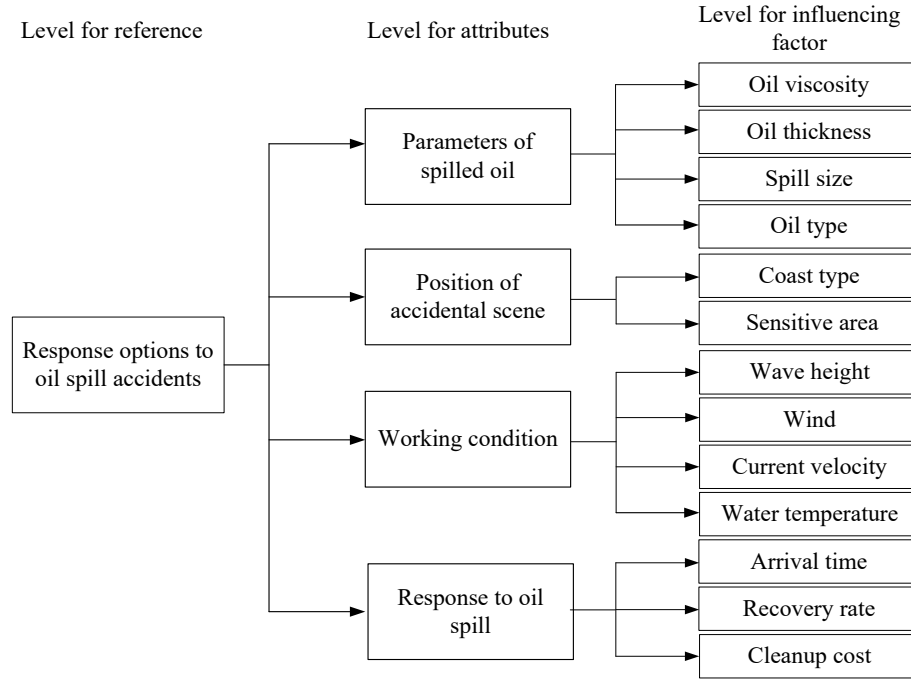 Level for reference
Level for attributes
Level for influencing
factor
Response options to
oil spill accidents
Parameters of
spilled oil
Oil viscosity
Oil thickness
Spill size
Oil type
Position of
accidental scene
Coast type
Sensitive area
Working condition
Wave height
Wind
Current velocity
Water temperature
Response to oil
spill
Arrival time
Recovery rate
Cleanup cost